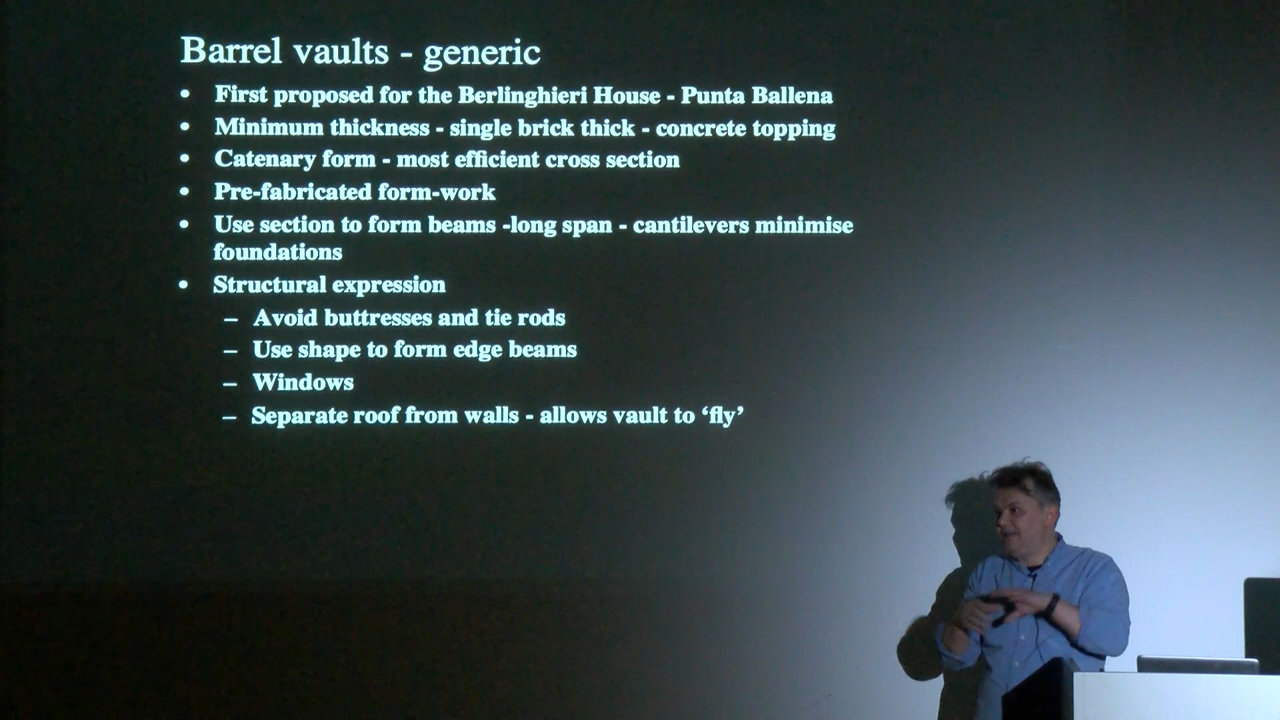 Barrel vaults - generic
• First proposed for the Berlinghieri House - Punta Ballena
• Minimum thickness - single brick thick - concrete topping
• Catenary form - most efficient cross section
• Pre-fabricated form-work
• Use section to form beams -long span - cantilevers minimise
foundations
• Structural expression
– Avoid buttresses and tie rods
– Use shape to form edge beams
– Windows
– Separate roof from walls - allows vault to ‘fly’